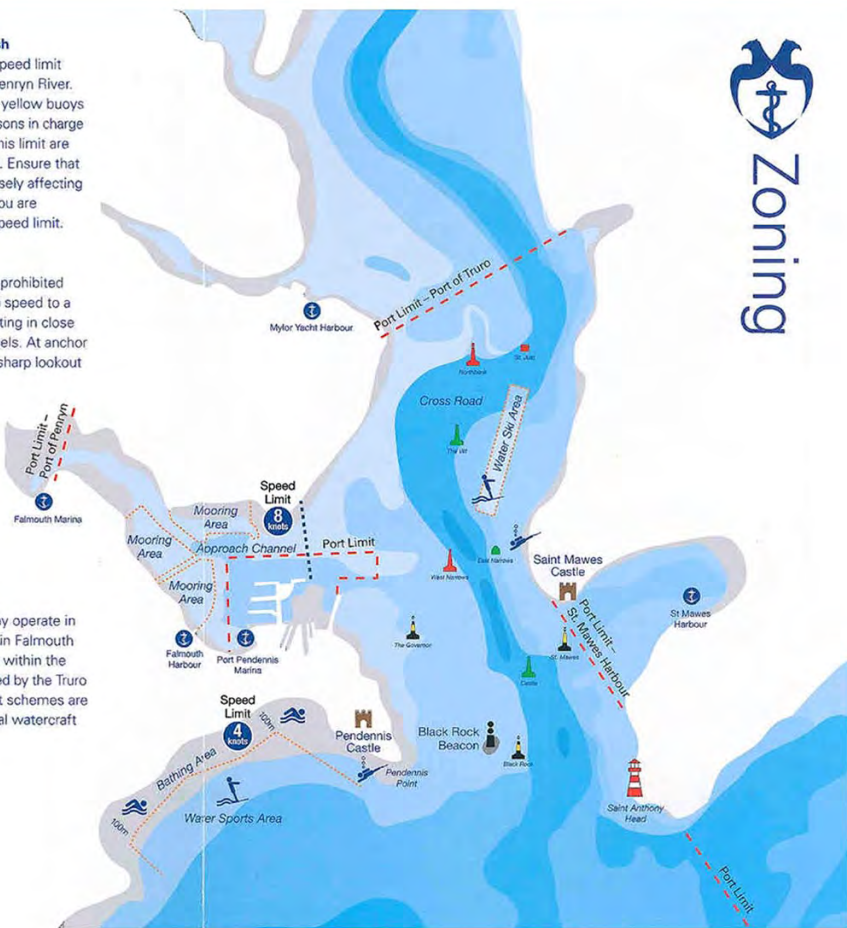 sh
peed limit
enryn River.
yellow buoys
sons in charge
his limit are
. Ensure that
sely affecting
ou are
peed limit.
prohibited
speed to a
ting in close
els. At anchor
sharp lookout
ay operate in
in Falmouth
within the
ed by the Truro
t schemes are
al watercraft
Zoning
Port Limit – Port of Truro
Mylor Yacht Harbour
Northbank
St. Just
Cross Road
Water Ski Area
The Vilt
Port Limit –
Port of Penryn
Falmouth Marina
Speed
Limit
8
knots
Mooring
Area
Mooring
Area
Approach Channel
Port Limit
Mooring
Area
West Narrows
East Narrows
Saint Mawes
Castle
Port Limit –
St. Mawes Harbour
St Mawes
Harbour
Falmouth
Harbour
Port Pendennis
Marina
The Governor
St. Mawes
Castle
Speed
Limit
4
knots
100m
Pendennis
Castle
Black Rock
Beacon
Black Rock
Pendennis
Point
Bathing Area
100m
Water Sports Area
Saint Anthony
Head
Port Limit